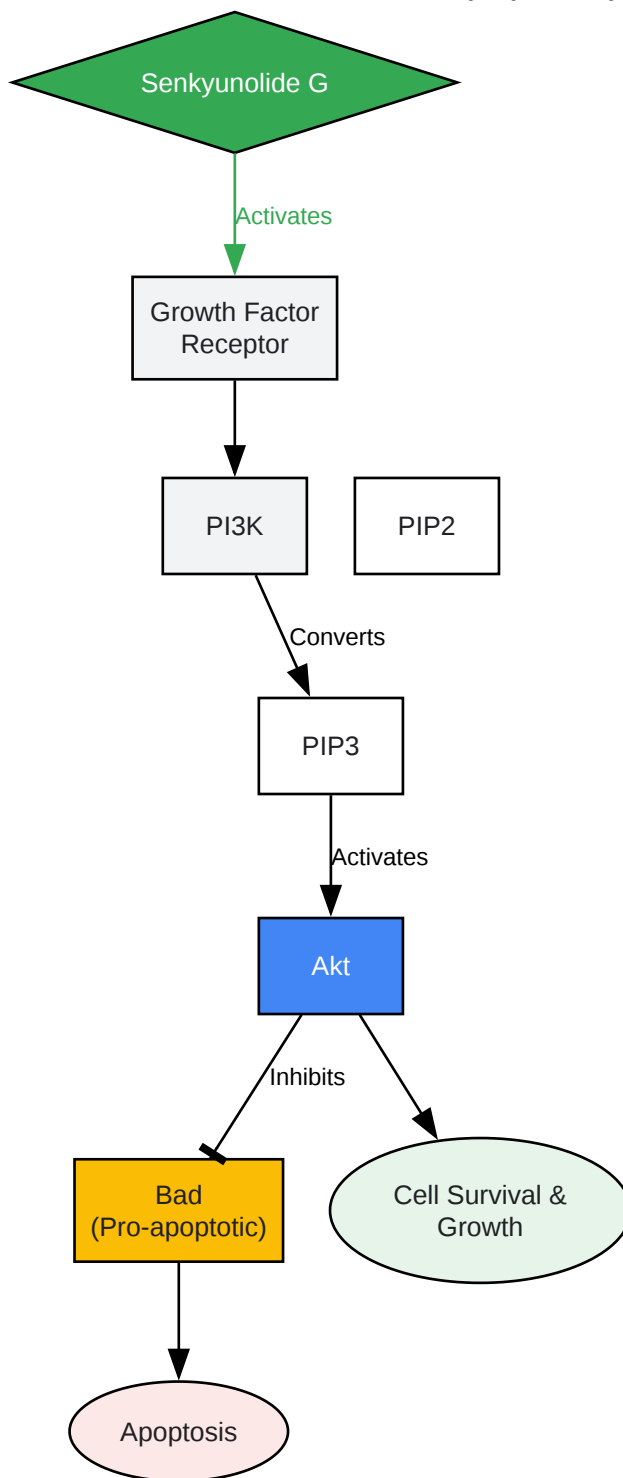 Senkyunolide G
Activates
Growth Factor
Receptor
PI3K
PIP2
Converts
PIP3
Activates
Akt
Inhibits
Bad
(Pro-apoptotic)
Cell Survival &
Growth
Apoptosis